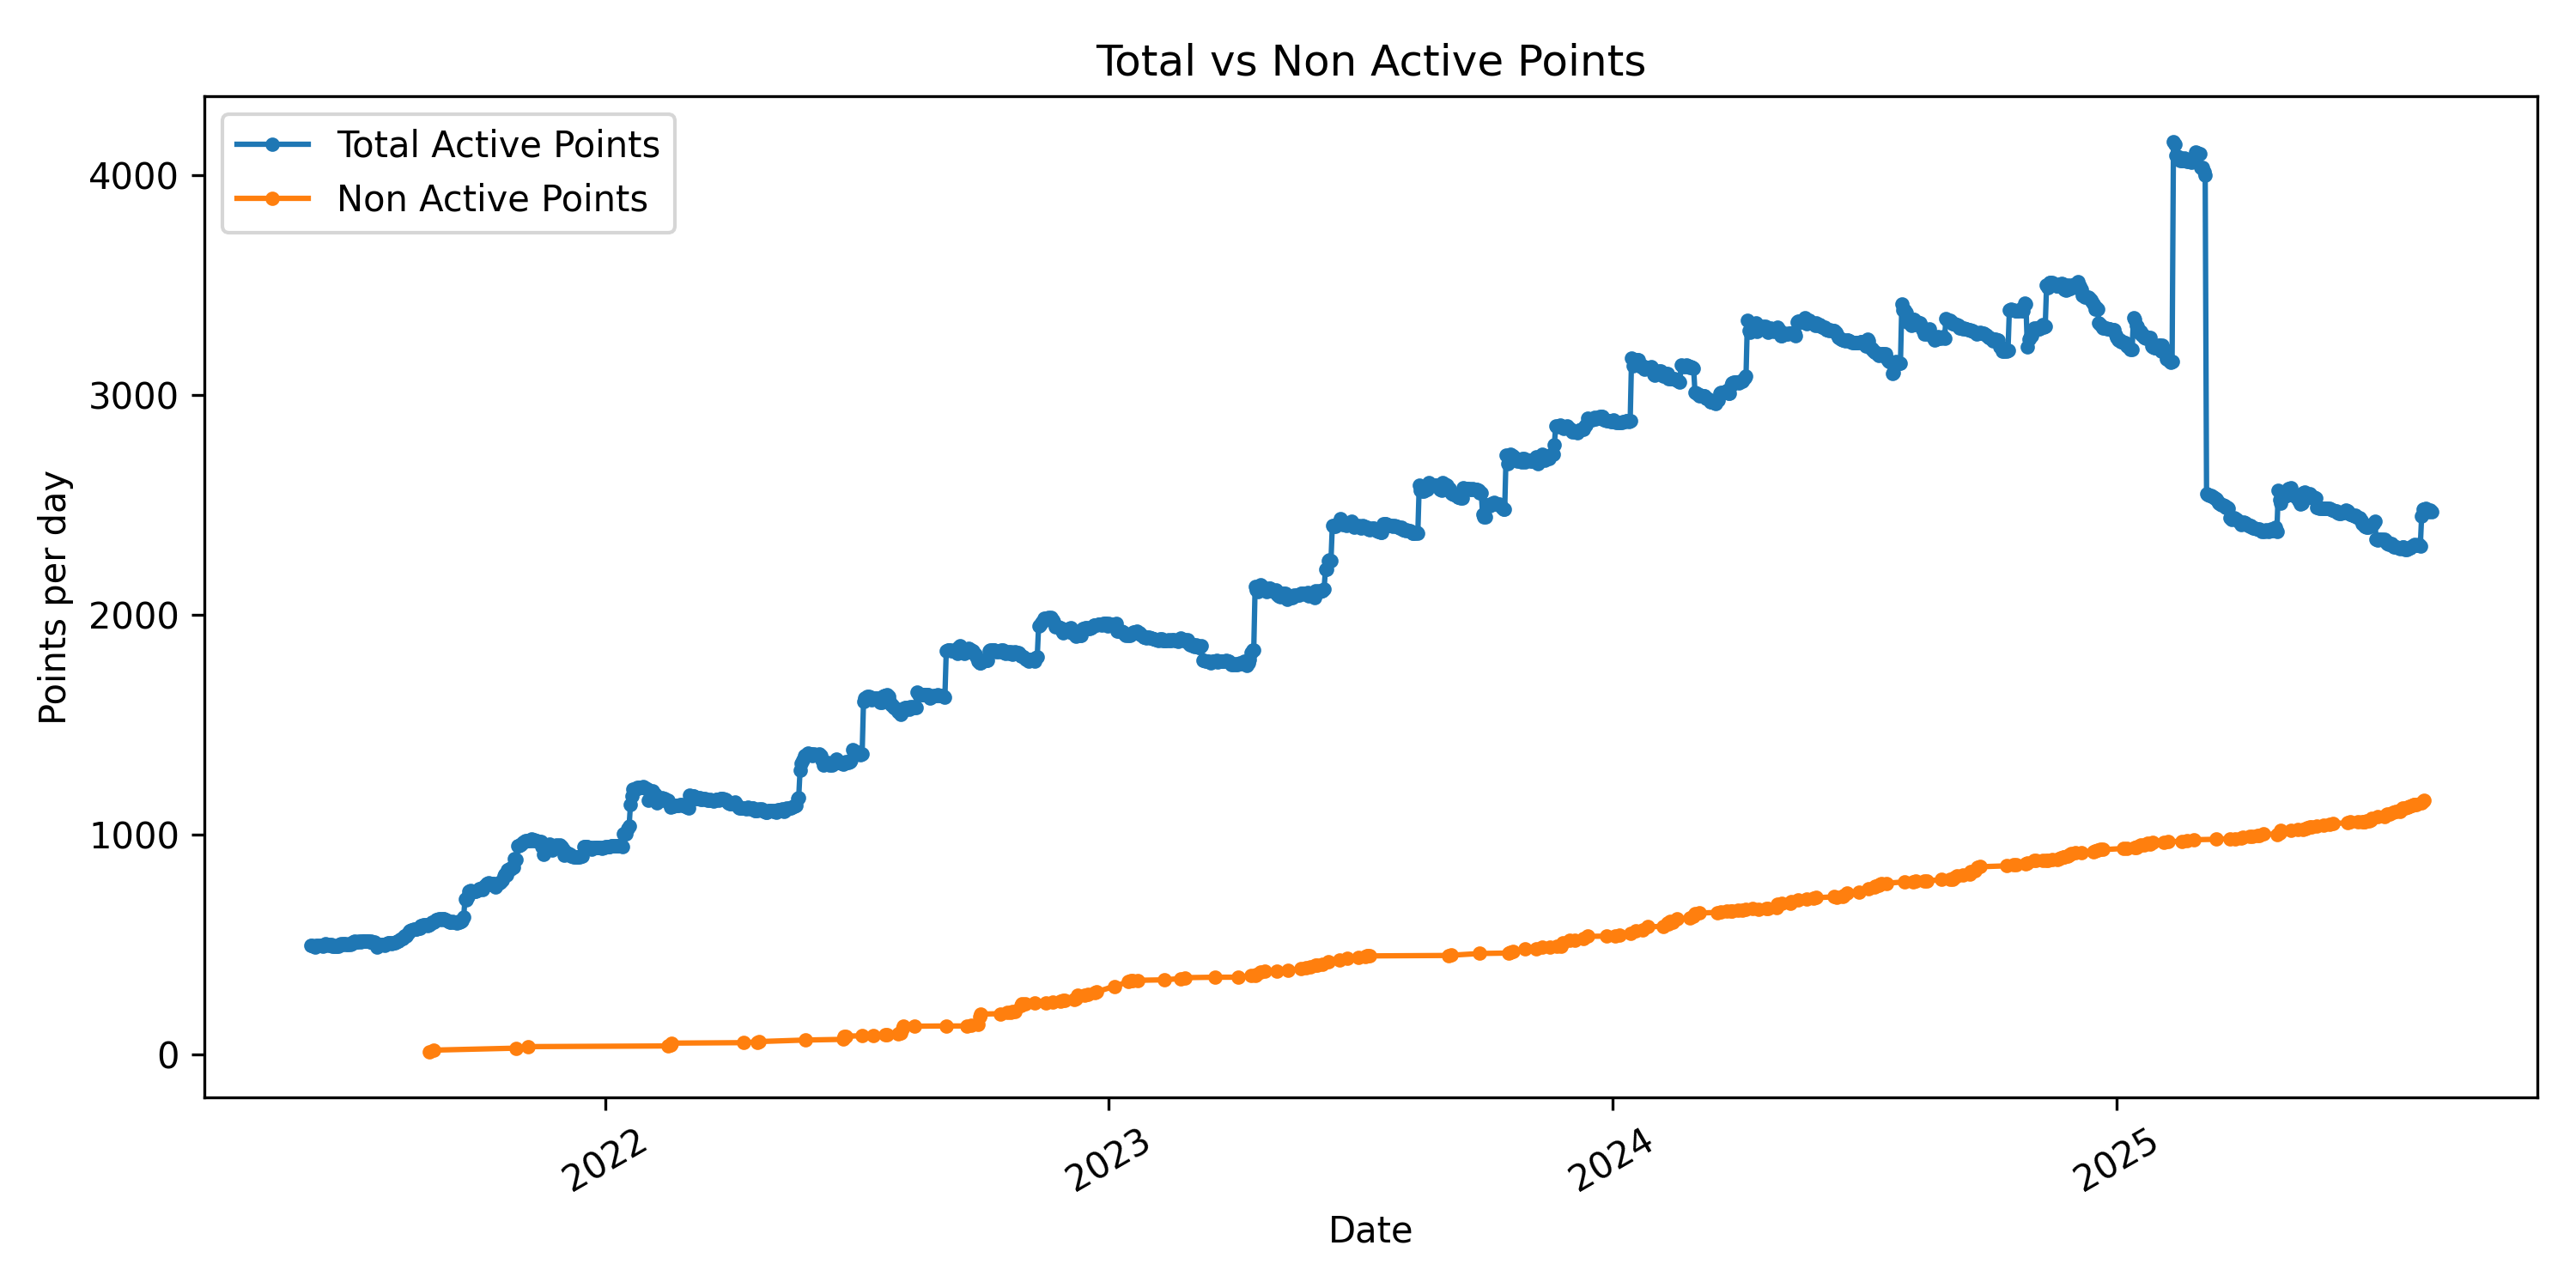 Total vs Non Active Points
Total Active Points
Non Active Points
Points per day
4000
3000
2000
1000
0
2022
2023
2024
2025
Date